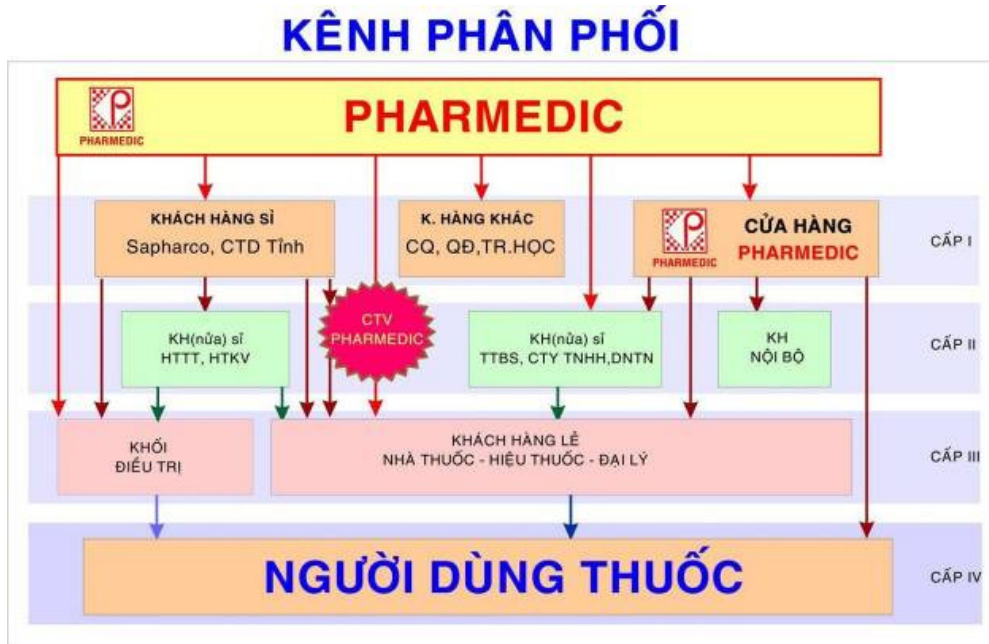 KÊNH PHÂN PHỐI
PHARMEDIC
PHARMEDIC
KHÁCH HÀNG SỈ
Sapharco, CTD Tỉnh
K. HÀNG KHÁC
CQ, QĐ,TR.HỌC
PHARMEDIC
CỬA HÀNG
PHARMEDIC
CẤP I
KH(nửa) sỉ
HTTT, HTKV
CTV
PHARMEDIC
KH(nửa) sỉ
TTBS, CTY TNHH,DNTN
KH
NỘI BỘ
CẤP II
KHỐI
ĐIỀU TRỊ
KHÁCH HÀNG LẺ
NHÀ THUỐC - HIỆU THUỐC - ĐẠI LÝ
CẤP III
NGƯỜI DÙNG THUỐC
CẤP IV